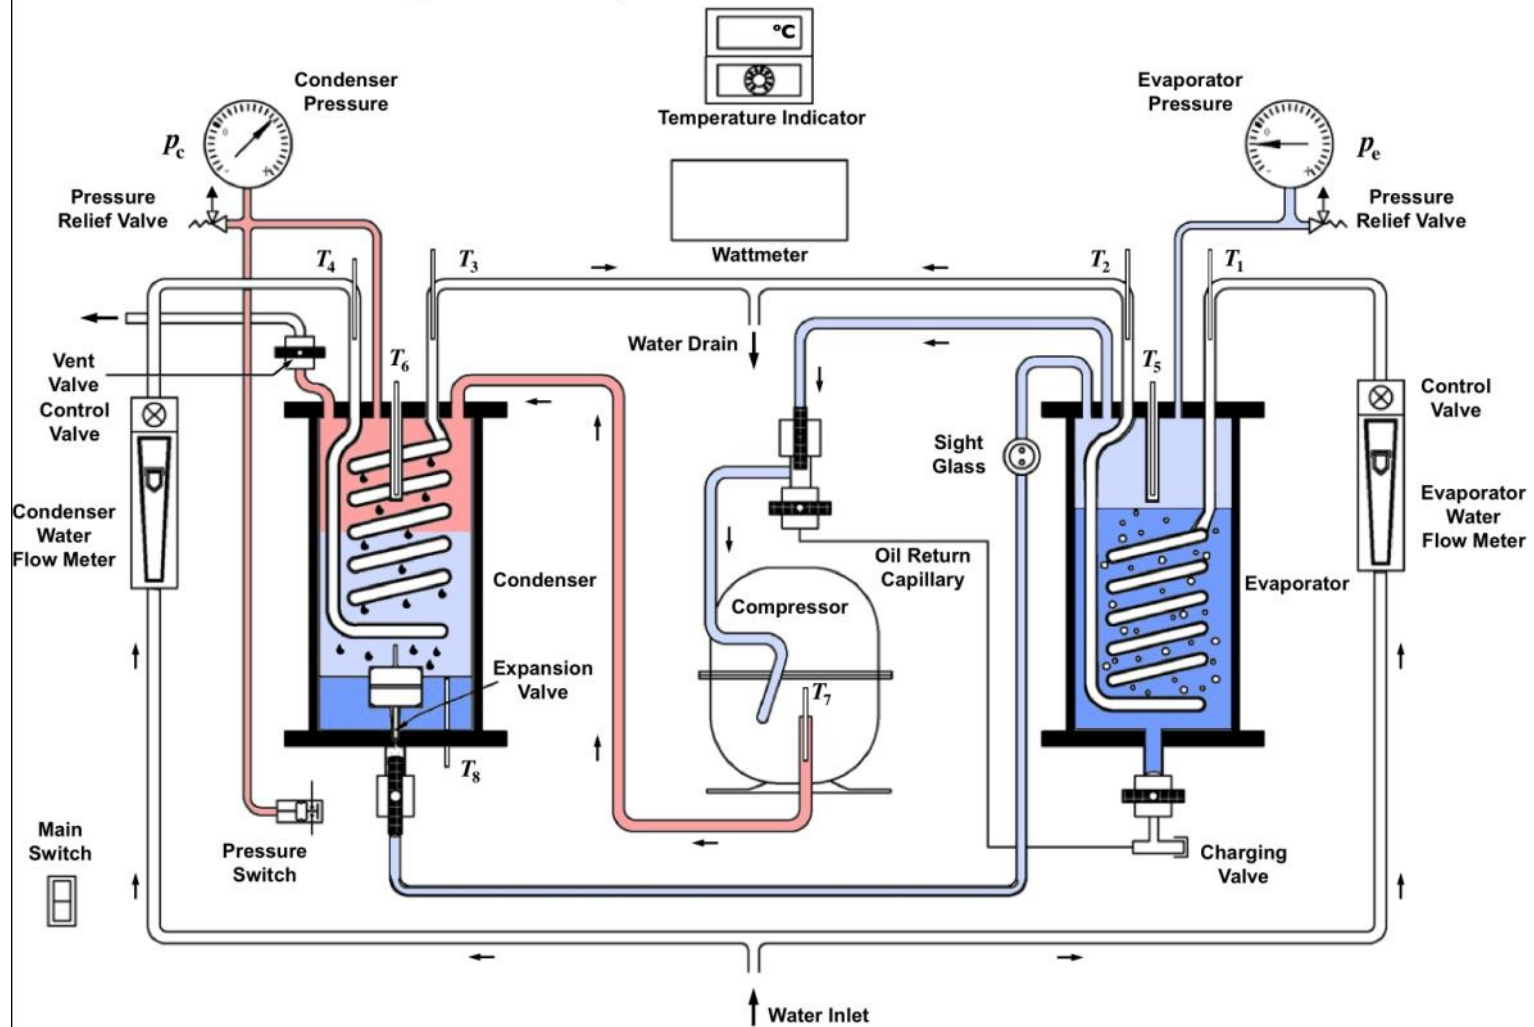 ºC
Temperature Indicator
Condenser
Pressure
Evaporator
Pressure
pc
pe
Pressure
Relief Valve
Pressure
Relief Valve
Wattmeter
T4
T3
T2
T1
Water Drain
Vent
Valve
T6
T5
Control
Valve
Control
Valve
Sight
Glass
Condenser
Water
Flow Meter
Evaporator
Water
Flow Meter
Oil Return
Capillary
Condenser
Evaporator
Compressor
Expansion
Valve
T7
T8
Main
Switch
Pressure
Switch
Charging
Valve
Water Inlet